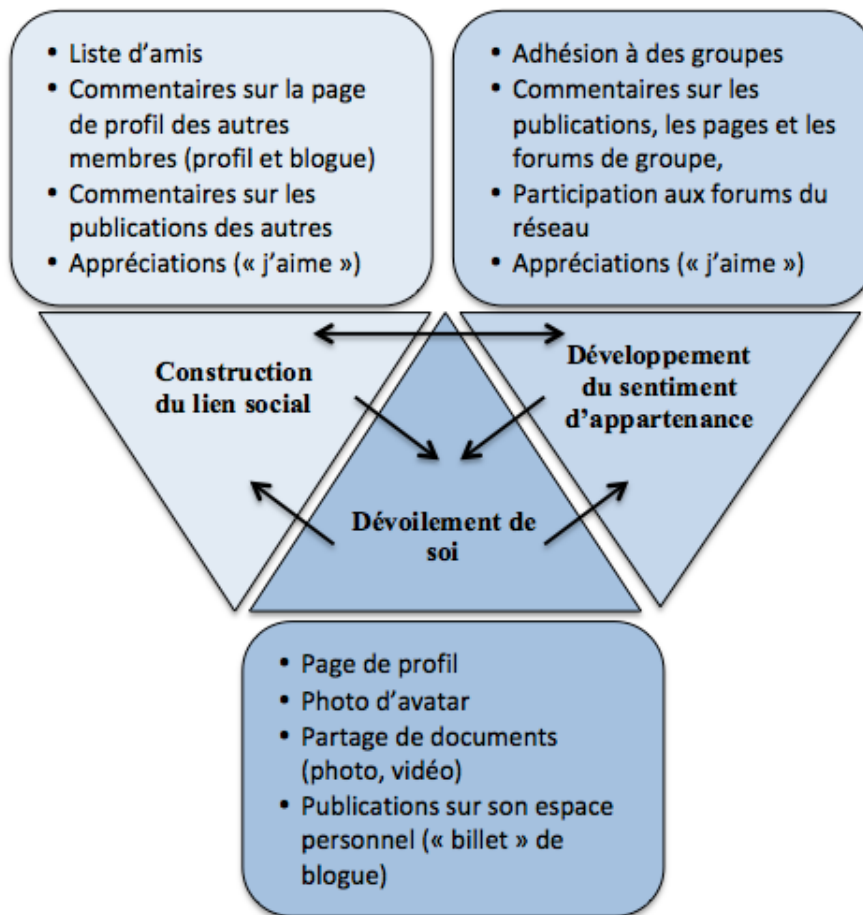 • Liste d’amis
• Commentaires sur la page
de profil des autres
membres (profil et blogue)
• Commentaires sur les
publications des autres
• Appréciations (« j’aime »)
• Adhésion à des groupes
• Commentaires sur les
publications, les pages et les
forums de groupe,
• Participation aux forums du
réseau
• Appréciations (« j’aime »)
Construction
du lien social
Développement
du sentiment
d’appartenance
Dévoilement de
soi
• Page de profil
• Photo d’avatar
• Partage de documents
(photo, vidéo)
• Publications sur son espace
personnel (« billet » de
blogue)